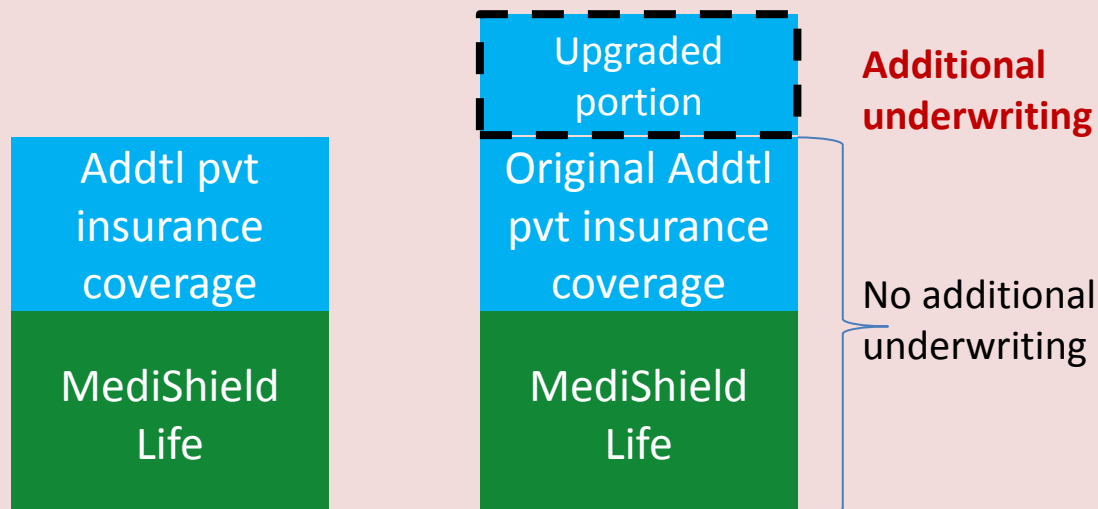 Addtl pvt
insurance
coverage
MediShield
Life
Upgraded
portion
Original Addtl
pvt insurance
coverage
MediShield
Life
Additional
underwriting
No additional
underwriting